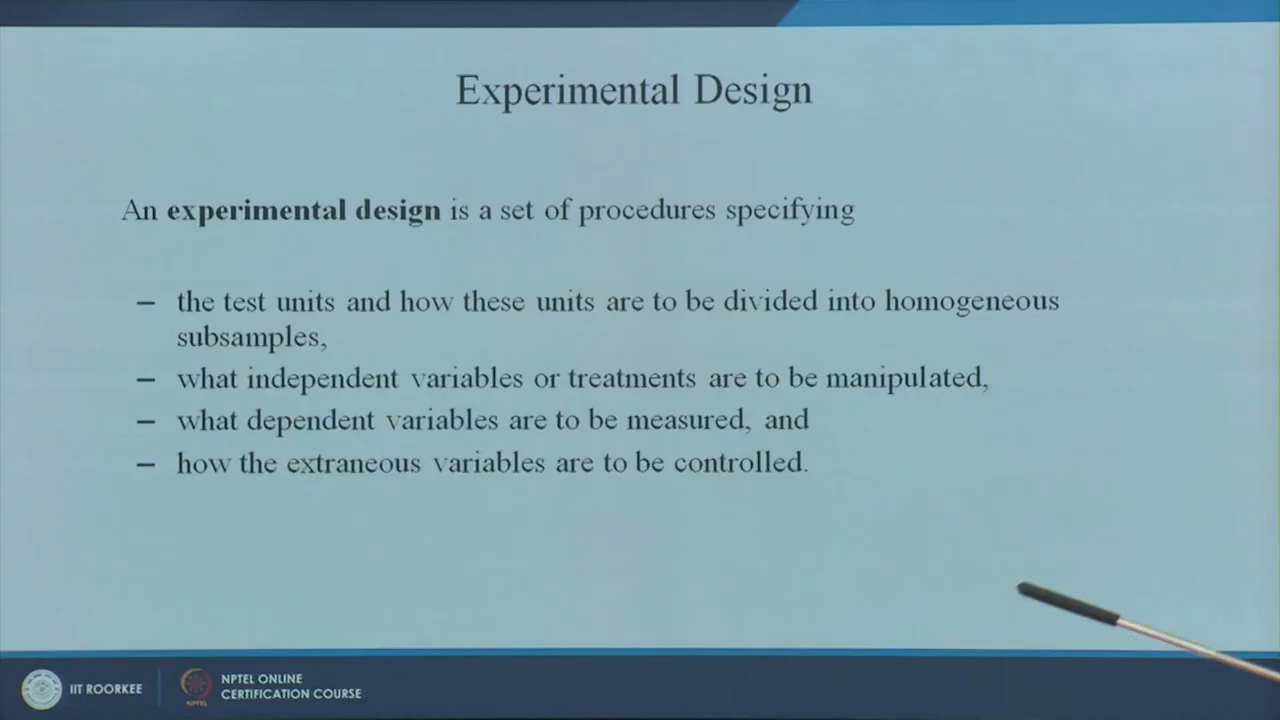 Experimental Design
An experimental design is a set of procedures specifying
– the test units and how these units are to be divided into homogeneous
subsamples,
– what independent variables or treatments are to be manipulated,
– what dependent variables are to be measured, and
– how the extraneous variables are to be controlled.
IIT ROORKEE
NPTEL
NPTEL ONLINE
CERTIFICATION COURSE